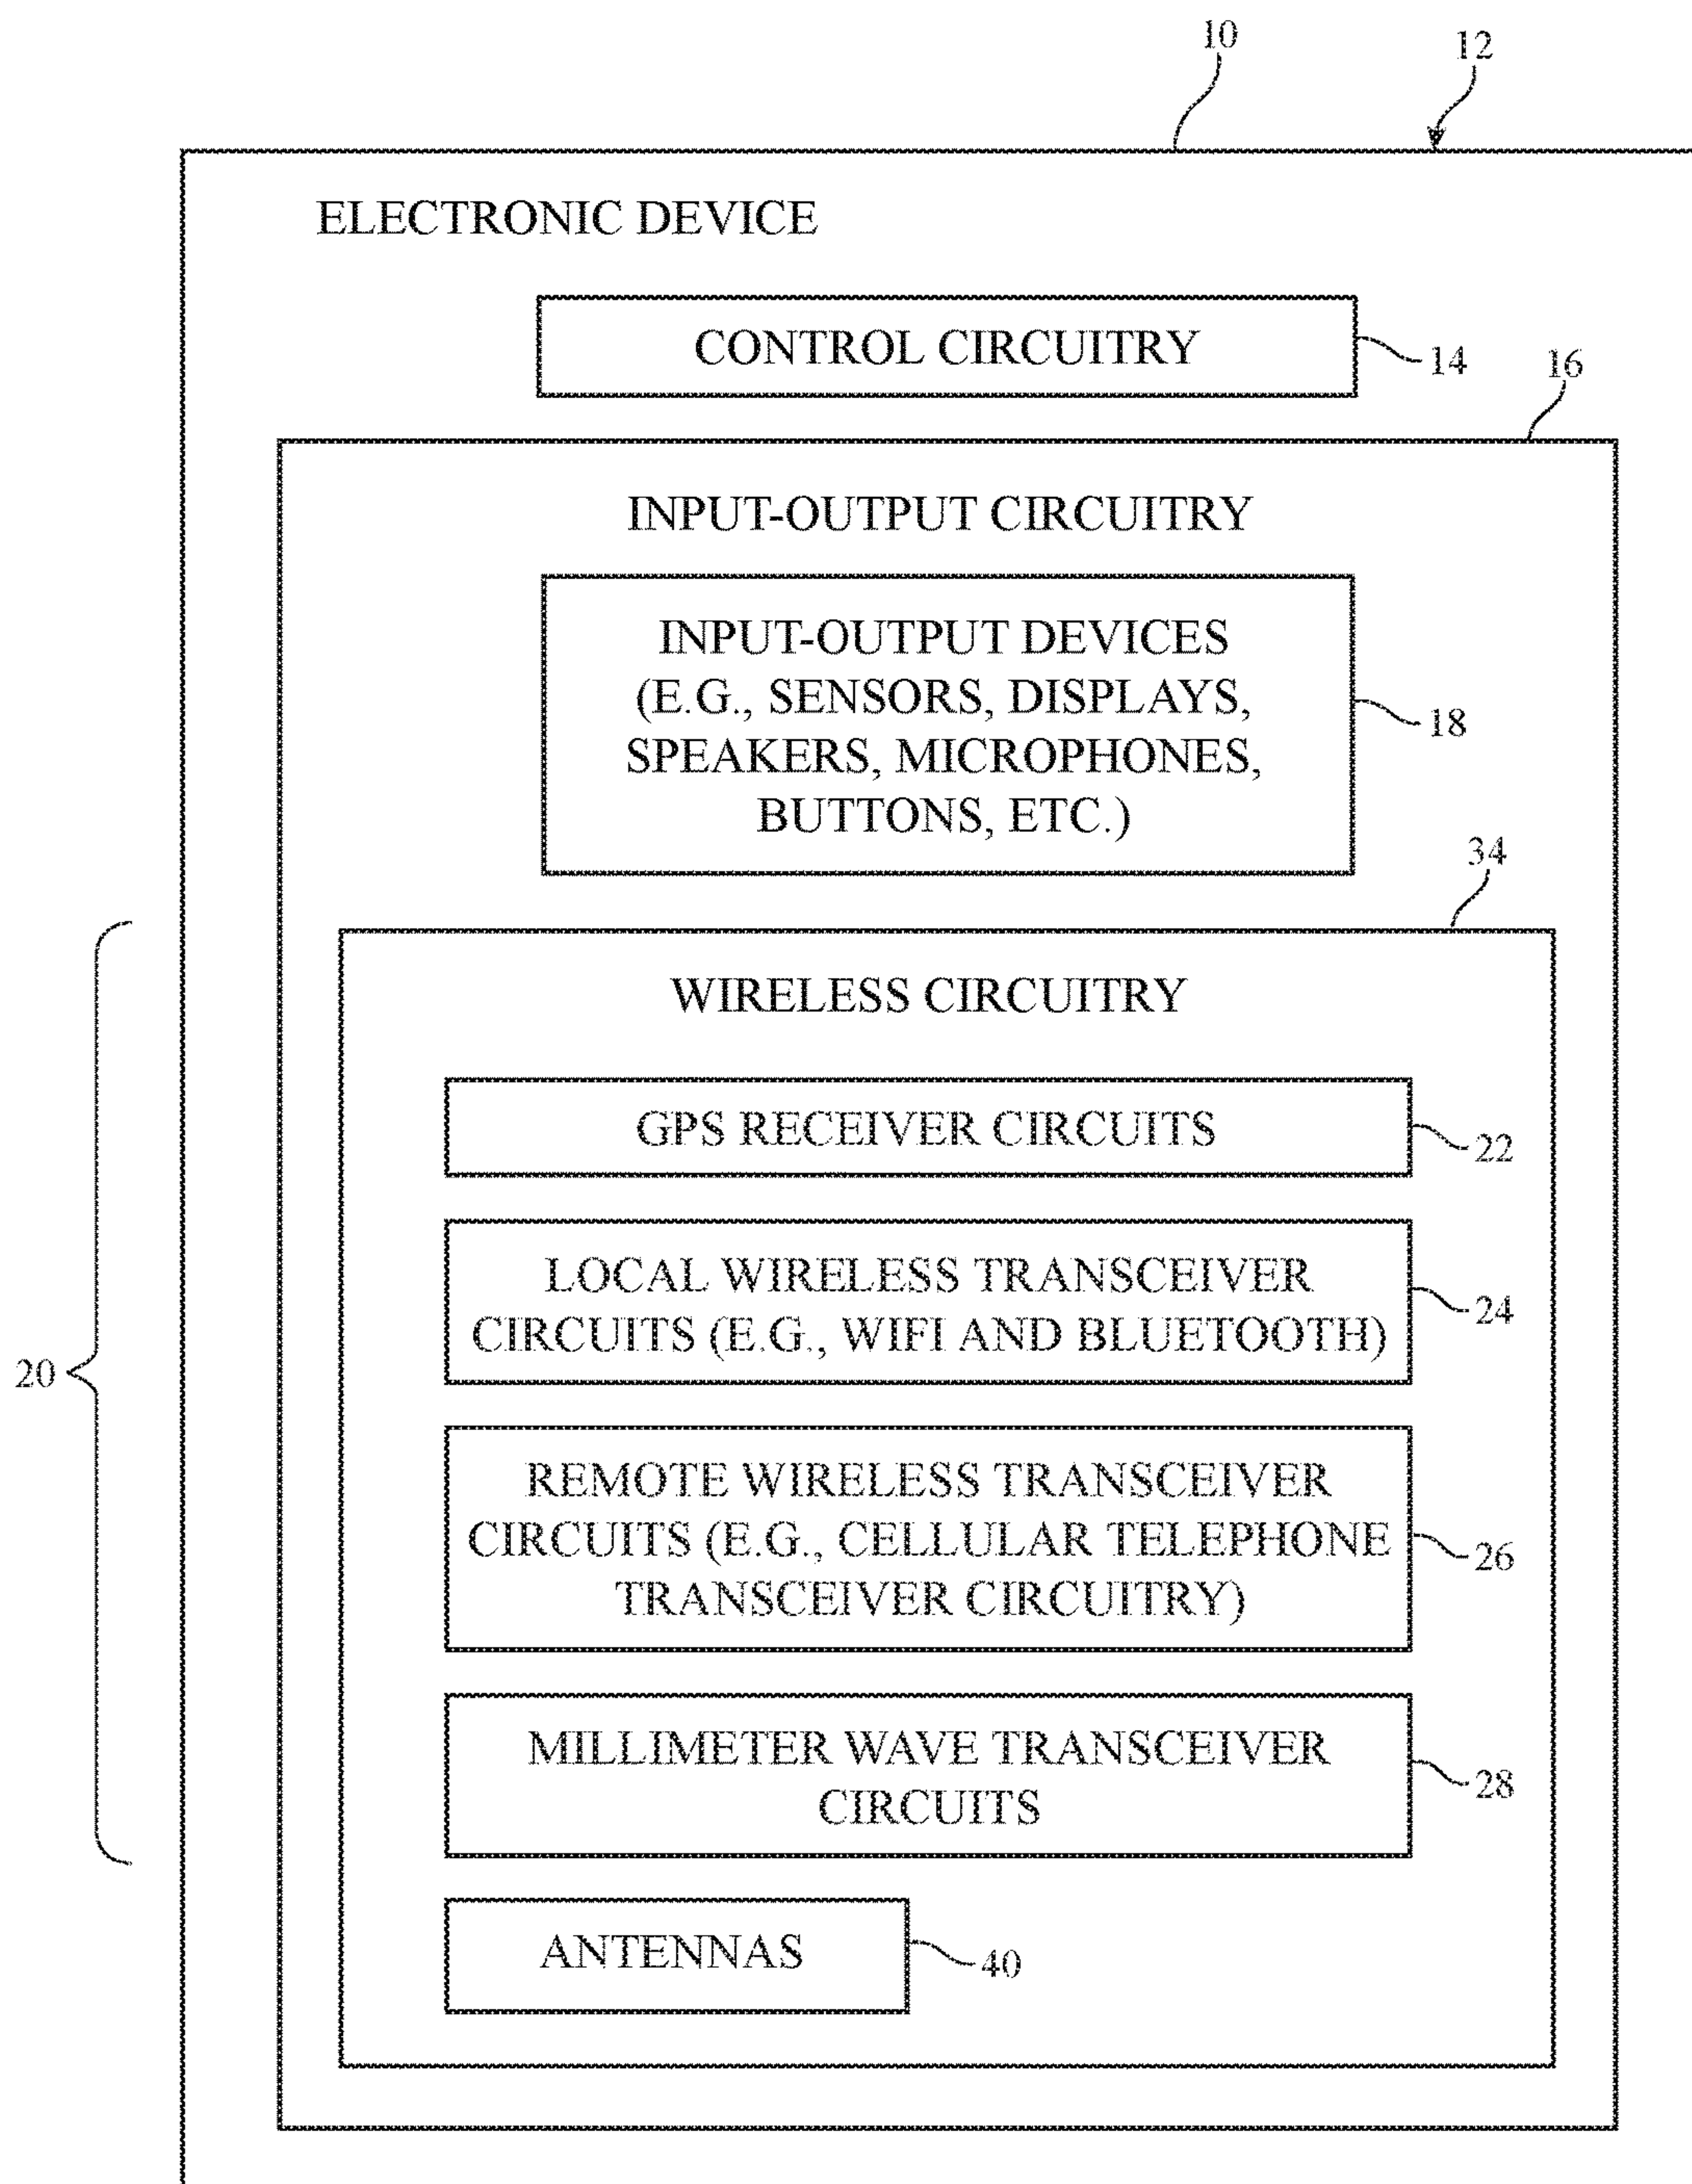 10
12
ELECTRONIC DEVICE
CONTROL CIRCUITRY
14
16
INPUT-OUTPUT CIRCUITRY
INPUT-OUTPUT DEVICES
(E.G., SENSORS, DISPLAYS,
SPEAKERS, MICROPHONES,
BUTTONS, ETC.)
18
34
WIRELESS CIRCUITRY
GPS RECEIVER CIRCUITS
22
LOCAL WIRELESS TRANSCEIVER
CIRCUITS (E.G., WIFI AND BLUETOOTH)
24
20
REMOTE WIRELESS TRANSCEIVER
CIRCUITS (E.G., CELLULAR TELEPHONE
TRANSCEIVER CIRCUITRY)
26
MILLIMETER WAVE TRANSCEIVER
CIRCUITS
28
ANTENNAS
40